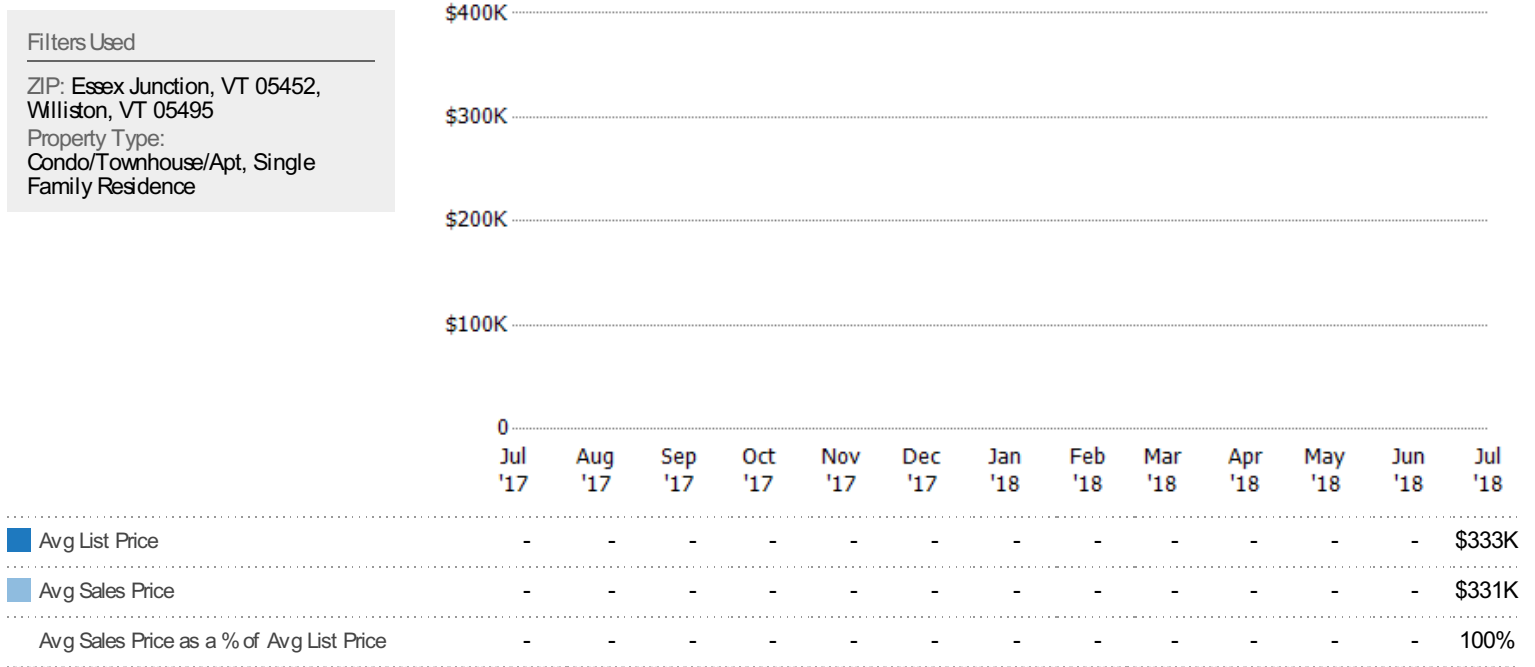 Filters Used
ZIP: Essex Junction, VT 05452,
Williston, VT 05495
Property Type:
Condo/Townhouse/Apt, Single
Family Residence
$400K
$300K
$200K
$100K
0
Jul Aug Sep Oct Nov Dec Jan Feb Mar Apr May Jun Jul
'17 '17 '17 '17 '17 '17 '18 '18 '18 '18 '18 '18 '18
Avg List Price - - - - - - - - - - - - $333K
Avg Sales Price - - - - - - - - - - - - $331K
Avg Sales Price as a % of Avg List Price - - - - - - - - - - - - 100%